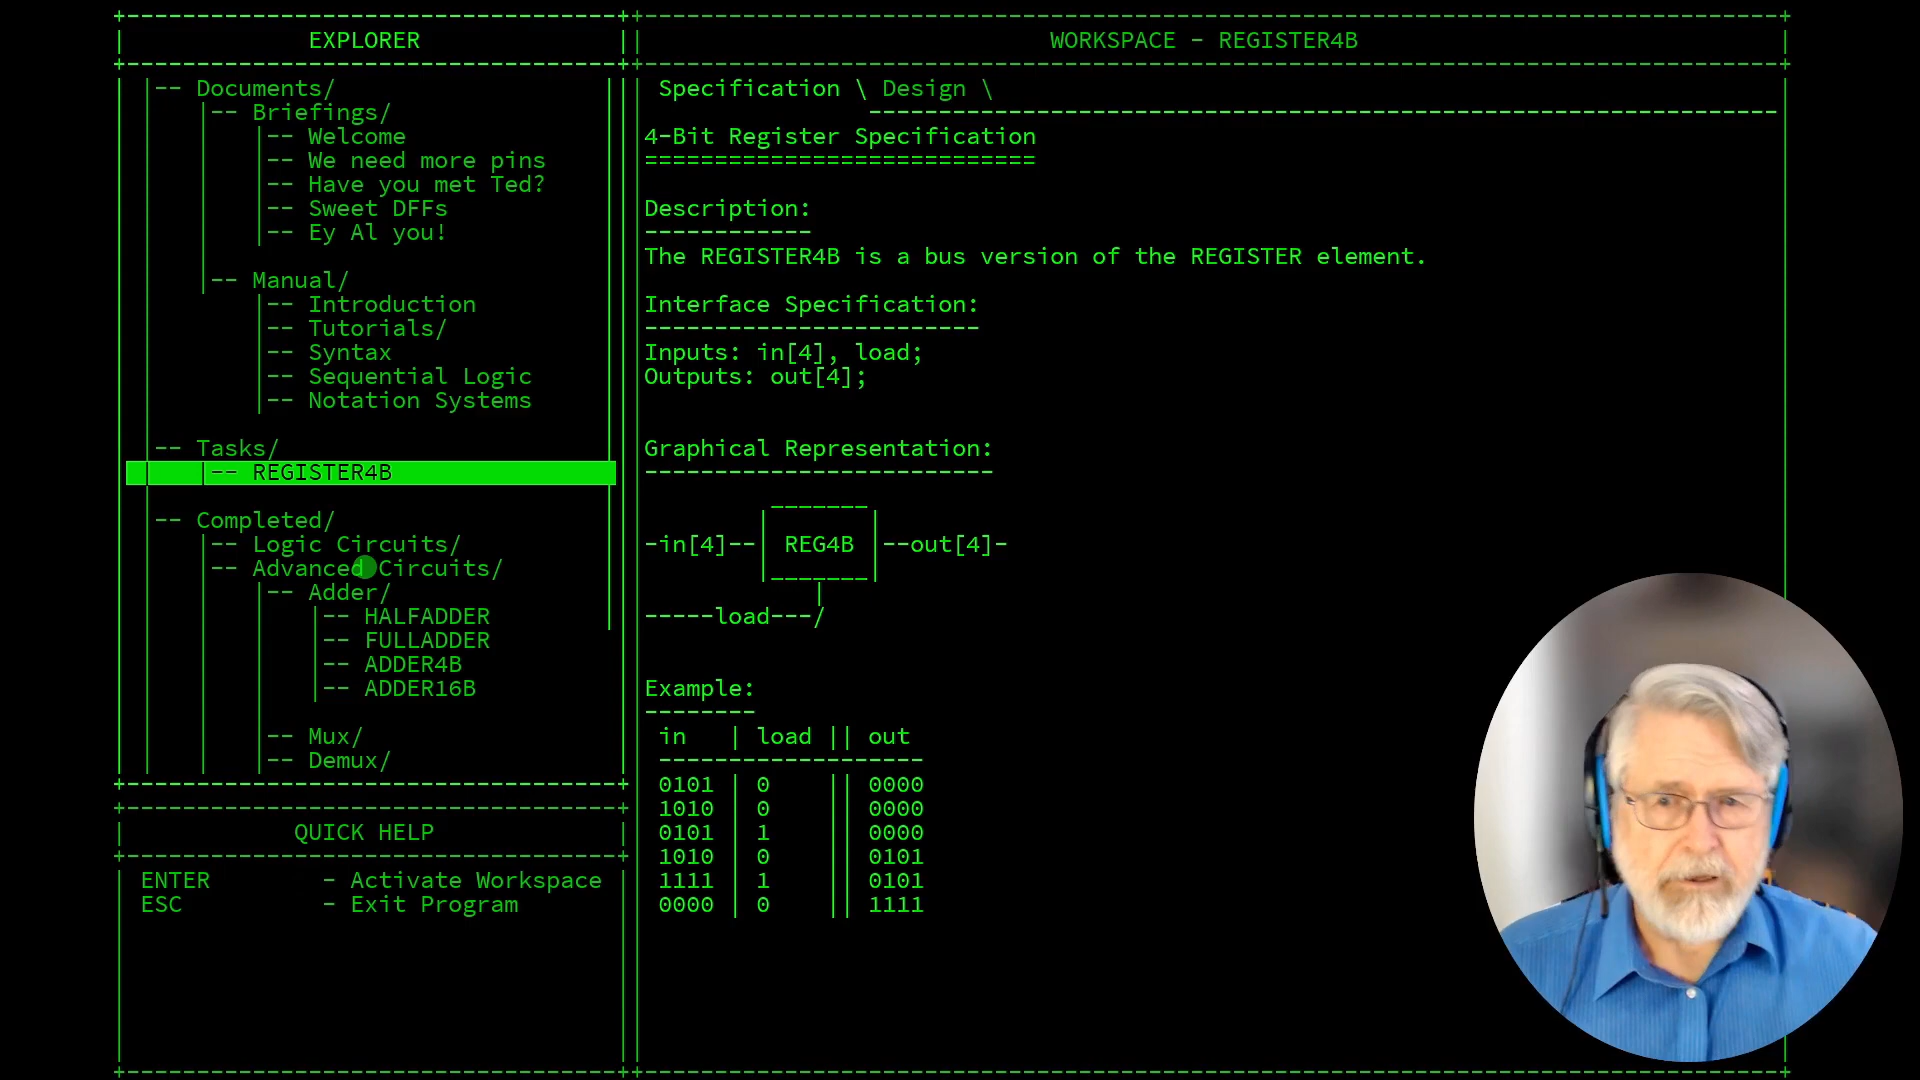 EXPLORER
|-- Documents/
|-- Briefings/
|-- Welcome
|-- We need more pins
|-- Have you met Ted?
|-- Sweet DFFs
|-- Ey Al you!
|-- Manual/
|-- Introduction
|-- Tutorials/
|-- Syntax
|-- Sequential Logic
|-- Notation Systems
|-- Tasks/
|-- REGISTER4B
|-- Completed/
|-- Logic Circuits/
|-- Advanced Circuits/
|-- Adder/
|-- HALFADDER
|-- FULLADDER
|-- ADDER4B
|-- ADDER16B
|-- Mux/
|-- Demux/
QUICK HELP
ENTER - Activate Workspace
ESC - Exit Program
WORKSPACE - REGISTER4B
Specification \ Design \
4-Bit Register Specification
============================
Description:
------------
The REGISTER4B is a bus version of the REGISTER element.
Interface Specification:
------------------------
Inputs: in[4], load;
Outputs: out[4];
Graphical Representation:
-------------------------
-in[4]--| REG4B |--out[4]-
-----load---/
Example:
--------
in | load || out
-------------------
0101 | 0 || 0000
1010 | 0 || 0000
0101 | 1 || 0000
1010 | 0 || 0101
1111 | 1 || 0101
0000 | 0 || 1111